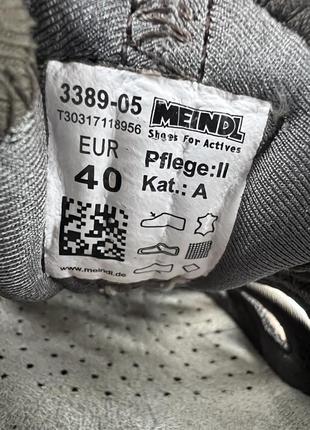 3389-05
T30317118956
EUR
40
MEINDL
Shoes For Actives
Pflege:II
Kat.: A
www.meindl.de